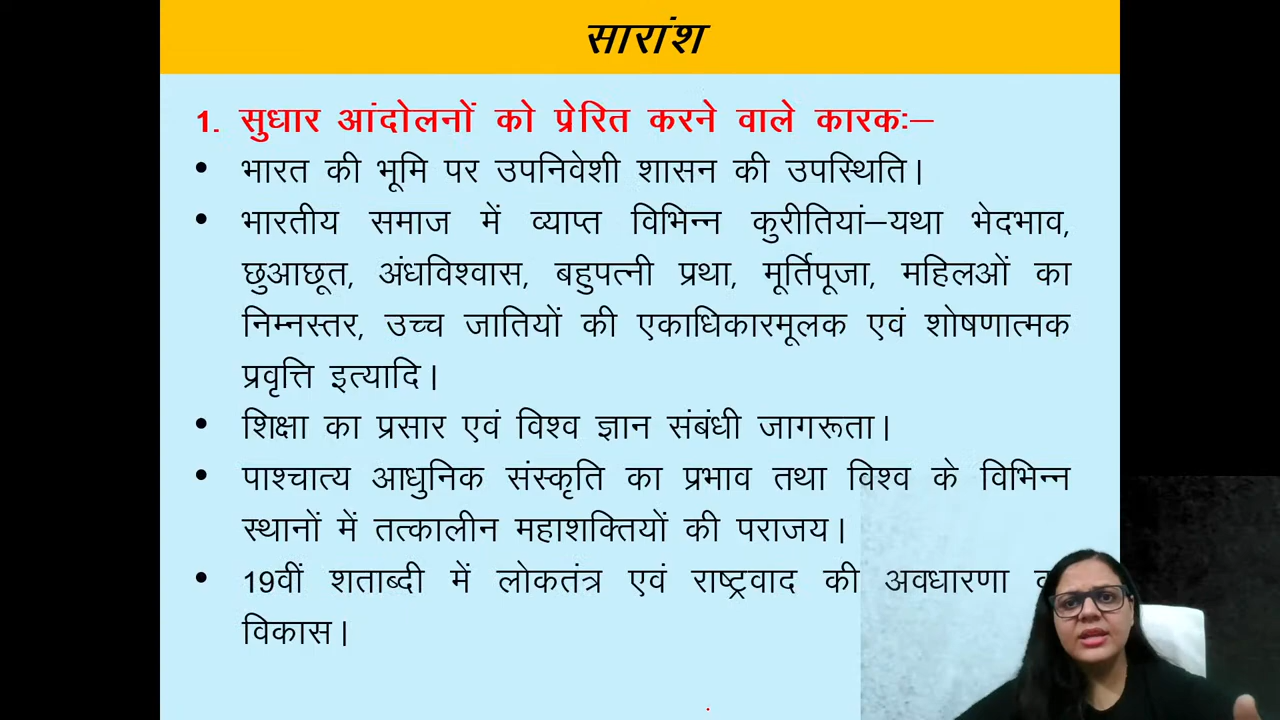 सारांश
1. सुधार आंदोलनों को प्रेरित करने वाले कारकः–
• भारत की भूमि पर उपनिवेशी शासन की उपस्थिति।
• भारतीय समाज में व्याप्त विभिन्न कुरीतियां–यथा भेदभाव,
छुआछूत, अंधविश्वास, बहुपत्नी प्रथा, मूर्तिपूजा, महिलओं का
निम्नस्तर, उच्च जातियों की एकाधिकारमूलक एवं शोषणात्मक
प्रवृत्ति इत्यादि।
• शिक्षा का प्रसार एवं विश्व ज्ञान संबंधी जागरूता।
• पाश्चात्य आधुनिक संस्कृति का प्रभाव तथा विश्व के विभिन्न
स्थानों में तत्कालीन महाशक्तियों की पराजय।
• 19वीं शताब्दी में लोकतंत्र एवं राष्ट्रवाद की अवधारणा
विकास।